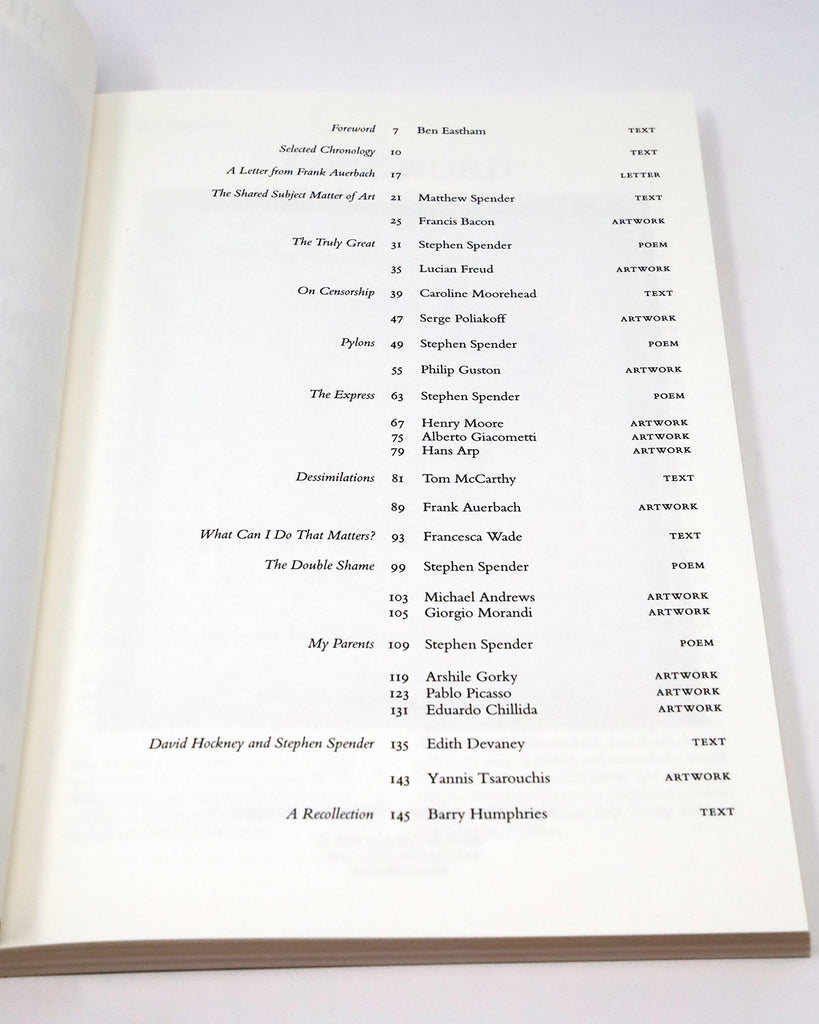 Foreword 7 Ben Eastham TEXT
Selected Chronology 10 TEXT
A Letter from Frank Auerbach 17 LETTER
The Shared Subject Matter of Art 21 Matthew Spender TEXT
25 Francis Bacon ARTWORK
The Truly Great 31 Stephen Spender POEM
35 Lucian Freud ARTWORK
On Censorship 39 Caroline Moorehead TEXT
47 Serge Poliakoff ARTWORK
Pylons 49 Stephen Spender POEM
55 Philip Guston ARTWORK
The Express 63 Stephen Spender POEM
67 Henry Moore ARTWORK
75 Alberto Giacometti ARTWORK
79 Hans Arp ARTWORK
Dessimilations 81 Tom McCarthy TEXT
89 Frank Auerbach ARTWORK
What Can I Do That Matters? 93 Francesca Wade TEXT
The Double Shame 99 Stephen Spender POEM
103 Michael Andrews ARTWORK
105 Giorgio Morandi ARTWORK
My Parents 109 Stephen Spender POEM
119 Arshile Gorky ARTWORK
123 Pablo Picasso ARTWORK
131 Eduardo Chillida ARTWORK
David Hockney and Stephen Spender 135 Edith Devaney TEXT
143 Yannis Tsarouchis ARTWORK
A Recollection 145 Barry Humphries TEXT